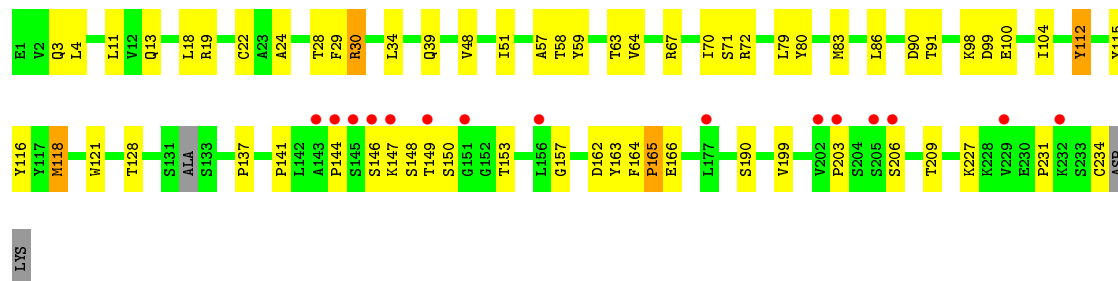 E1 V2 Q3 L4 L11 V12 Q13 L18 R19 C22 A23 A24 T28 F29 R30 L34 Q39 V48 I51 A57 T58 Y59 T63 V64 R67 I70 S71 R72 L79 Y80 M83 L86 D90 T91 K98 D99 E100 I104 Y112
Y116 Y117 M118 W121 T128 S131 ALA S133 P137 P141 L142 A143 P144 S145 S146 K147 S148 T149 S150 G151 G152 T153 L156 G157 D162 Y163 F164 P165 E166 L177 S190 V199 V202 P203 S204 S205 S206 T209 K227 K228 V229 E230 P231 K232 S233 C234
LYS